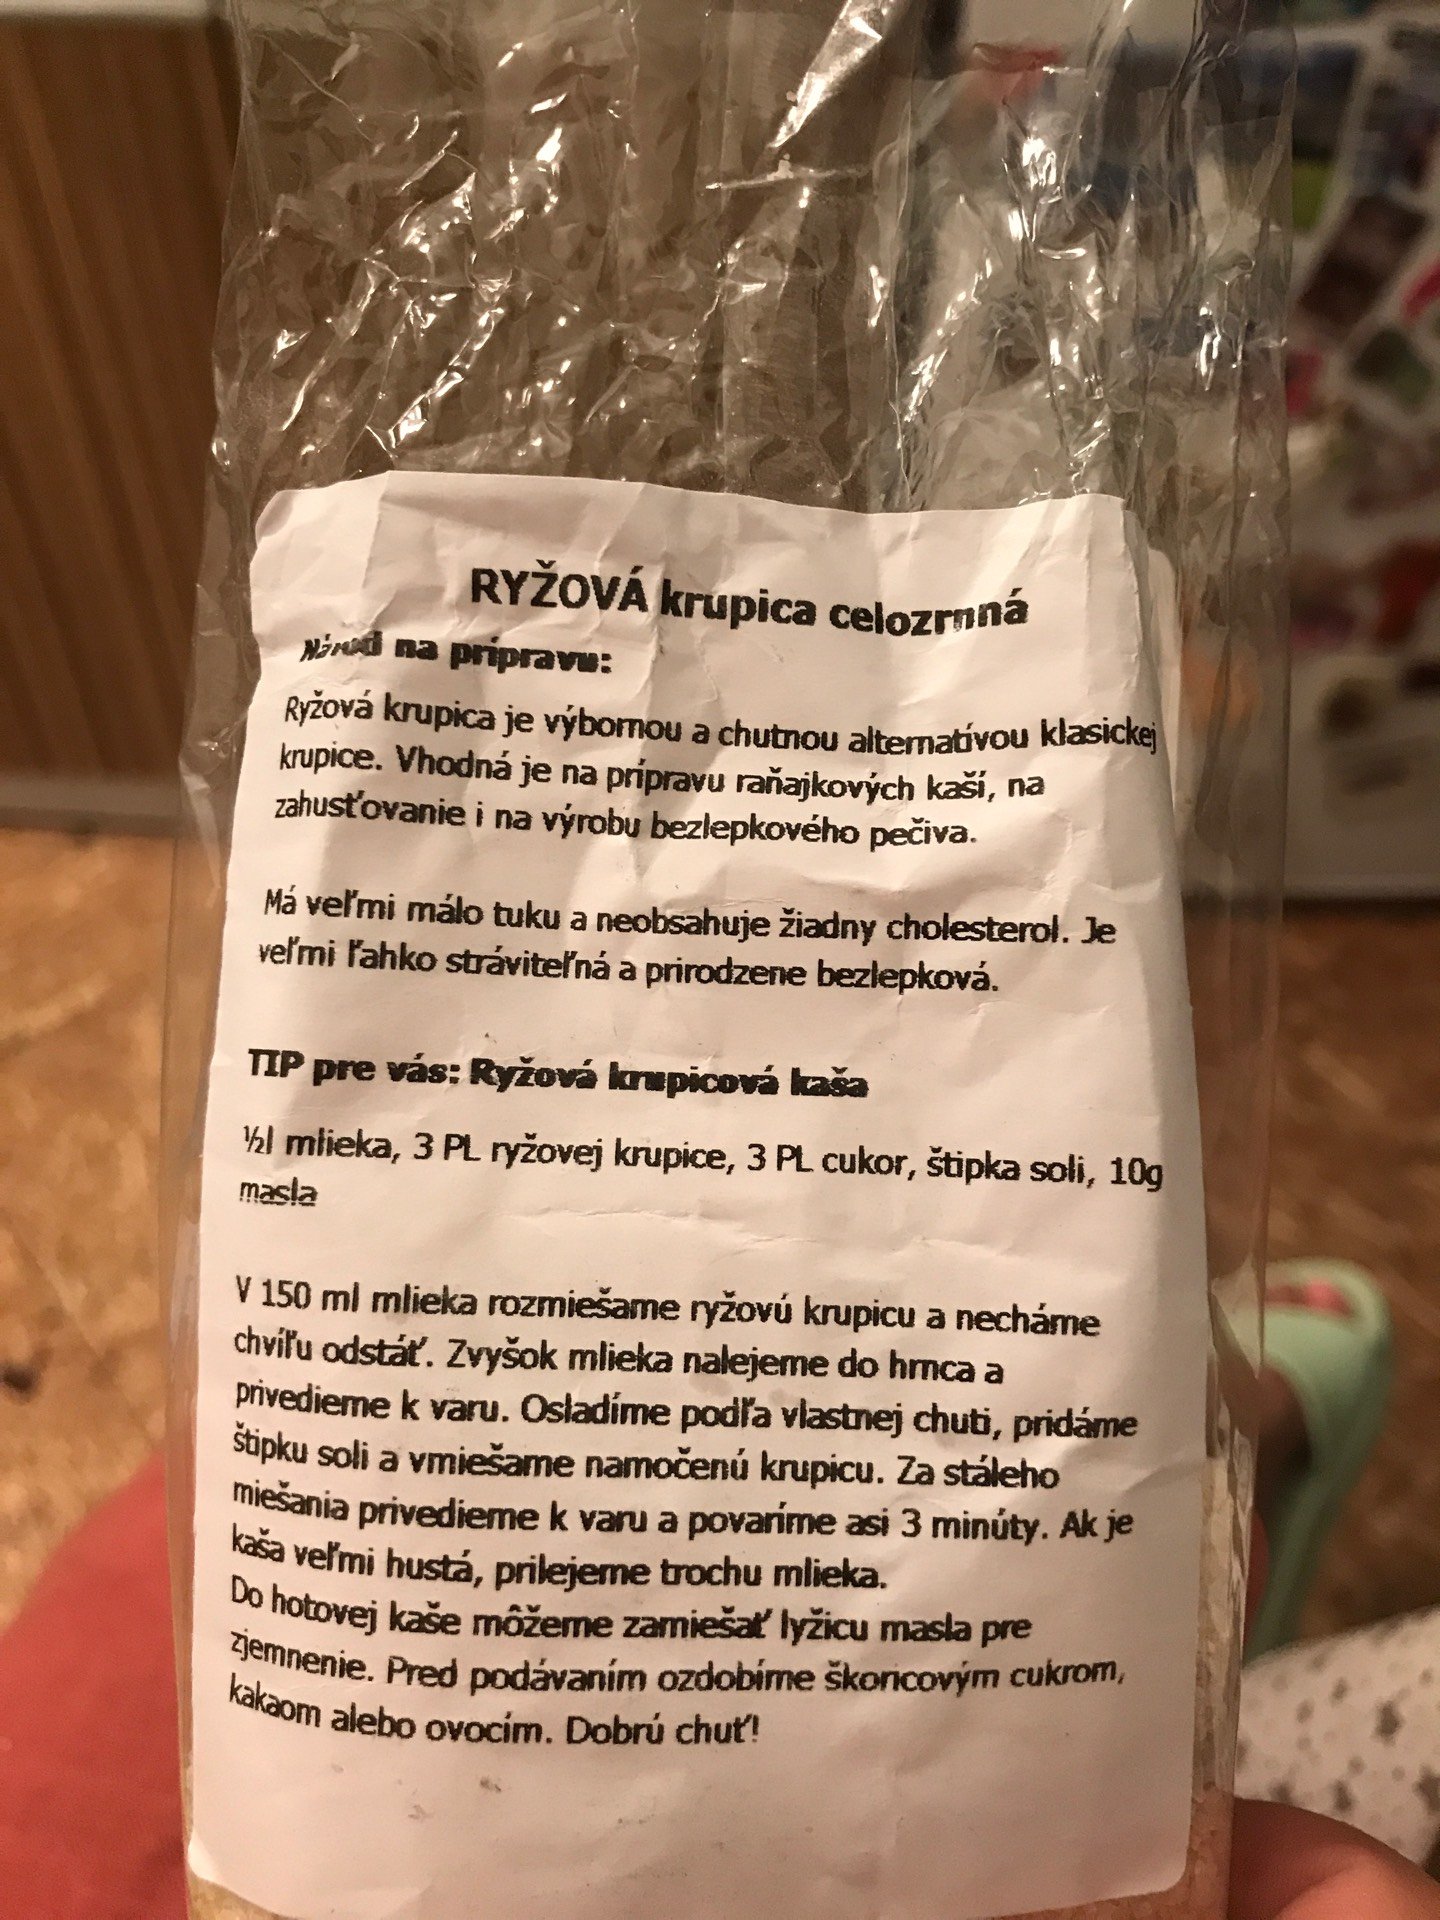 RYŽOVÁ krupica celozrnná
Návod na prípravu:
Ryžová krupica je výbornou a chutnou alternatívou klasickej
krupice. Vhodná je na prípravu raňajkových kaší, na
zahusťovanie i na výrobu bezlepkového pečiva.
Má veľmi málo tuku a neobsahuje žiadny cholesterol. Je
veľmi ľahko stráviteľná a prirodzene bezlepková.
TIP pre vás: Ryžová krupicová kaša
½l mlieka, 3 PL ryžovej krupice, 3 PL cukor, štipka soli, 10g
masla
V 150 ml mlieka rozmiešame ryžovú krupicu a necháme
chvíľu odstáť. Zvyšok mlieka nalejeme do hrnca a
privedieme k varu. Osladíme podľa vlastnej chuti, pridáme
štipku soli a vmiešame namočenú krupicu. Za stáleho
miešania privedieme k varu a povaríme asi 3 minúty. Ak je
kaša veľmi hustá, prilejeme trochu mlieka.
Do hotovej kaše môžeme zamiešať lyžicu masla pre
zjemnenie. Pred podávaním ozdobíme škoricovým cukrom,
kakaom alebo ovocím. Dobrú chuť!